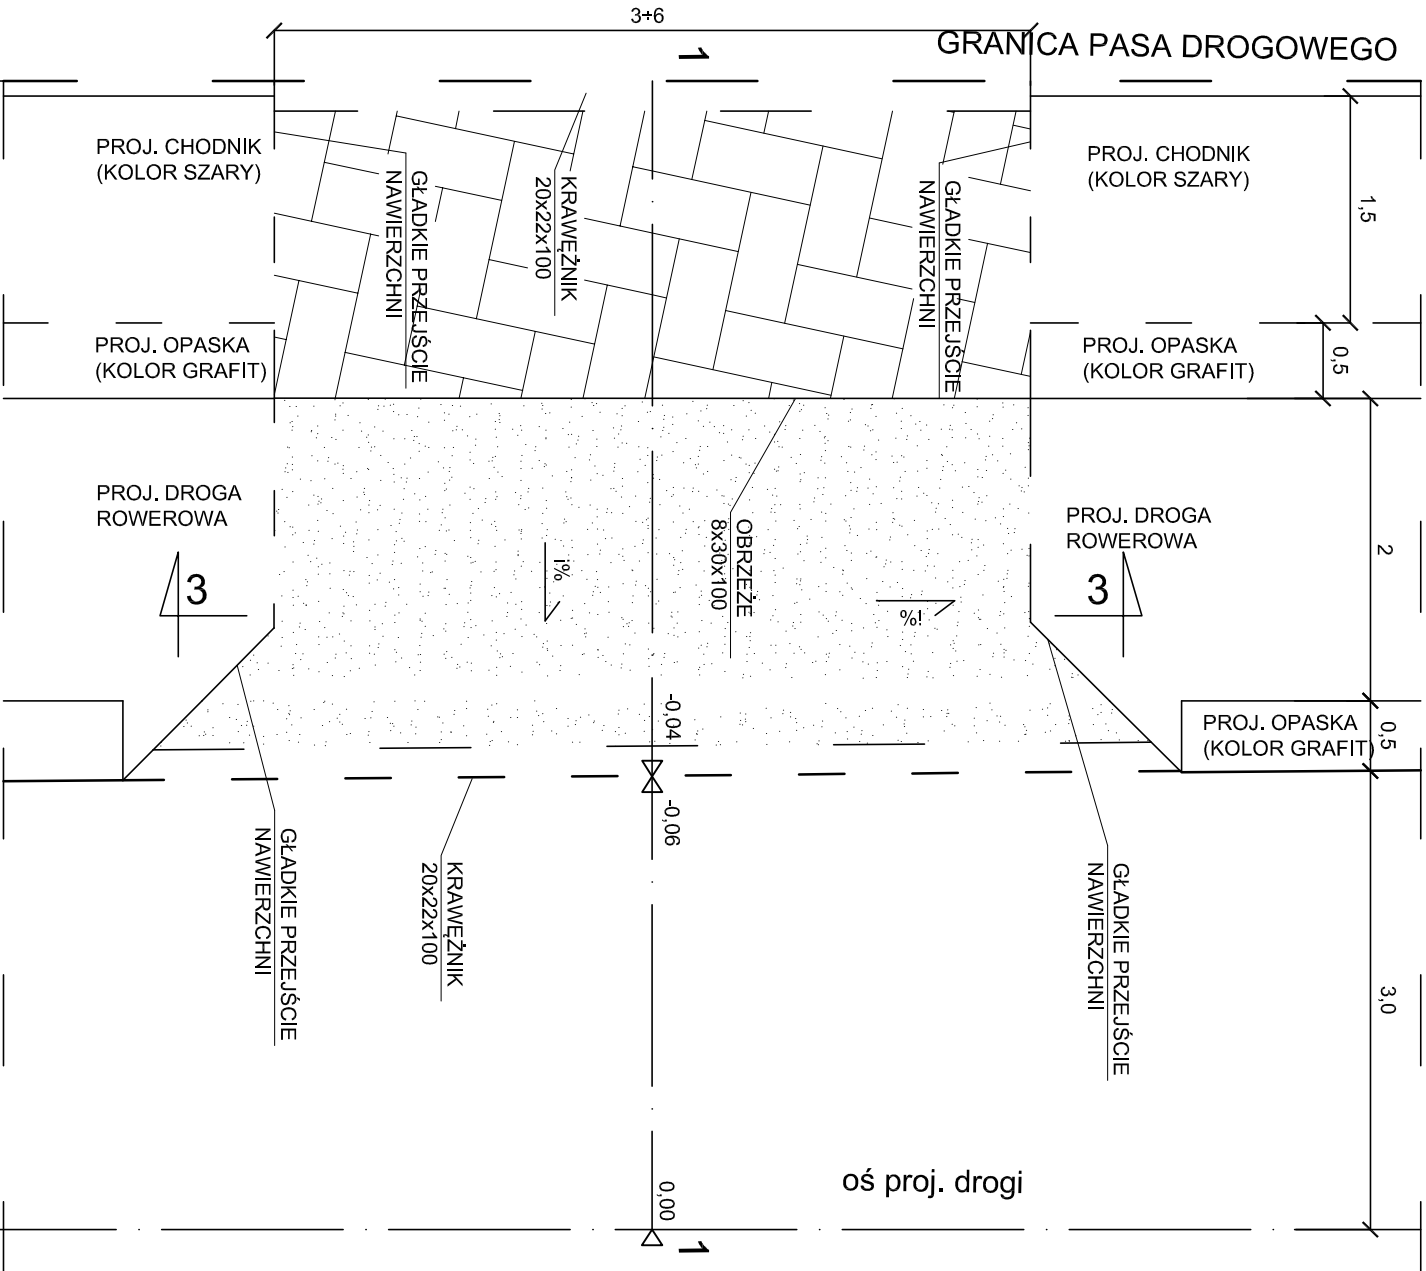 3÷6
1
GRANICA PASA DROGOWEGO
PROJ. CHODNIK
(KOLOR SZARY)
GŁADKIE PRZEJŚCIE
NAWIERZCHNI
KRAWĘŻNIK
20x22x100
GŁADKIE PRZEJŚCIE
NAWIERZCHNI
PROJ. CHODNIK
(KOLOR SZARY)
1,5
PROJ. OPASKA
(KOLOR GRAFIT)
PROJ. OPASKA
(KOLOR GRAFIT)
0,5
PROJ. DROGA
ROWEROWA
3
i%
OBRZEŻE
8x30x100
i%
PROJ. DROGA
ROWEROWA
3
2
-0,04
PROJ. OPASKA
(KOLOR GRAFIT)
0,5
-0,06
GŁADKIE PRZEJŚCIE
NAWIERZCHNI
KRAWĘŻNIK
20x22x100
GŁADKIE PRZEJŚCIE
NAWIERZCHNI
3,0
oś proj. drogi
0,00
1